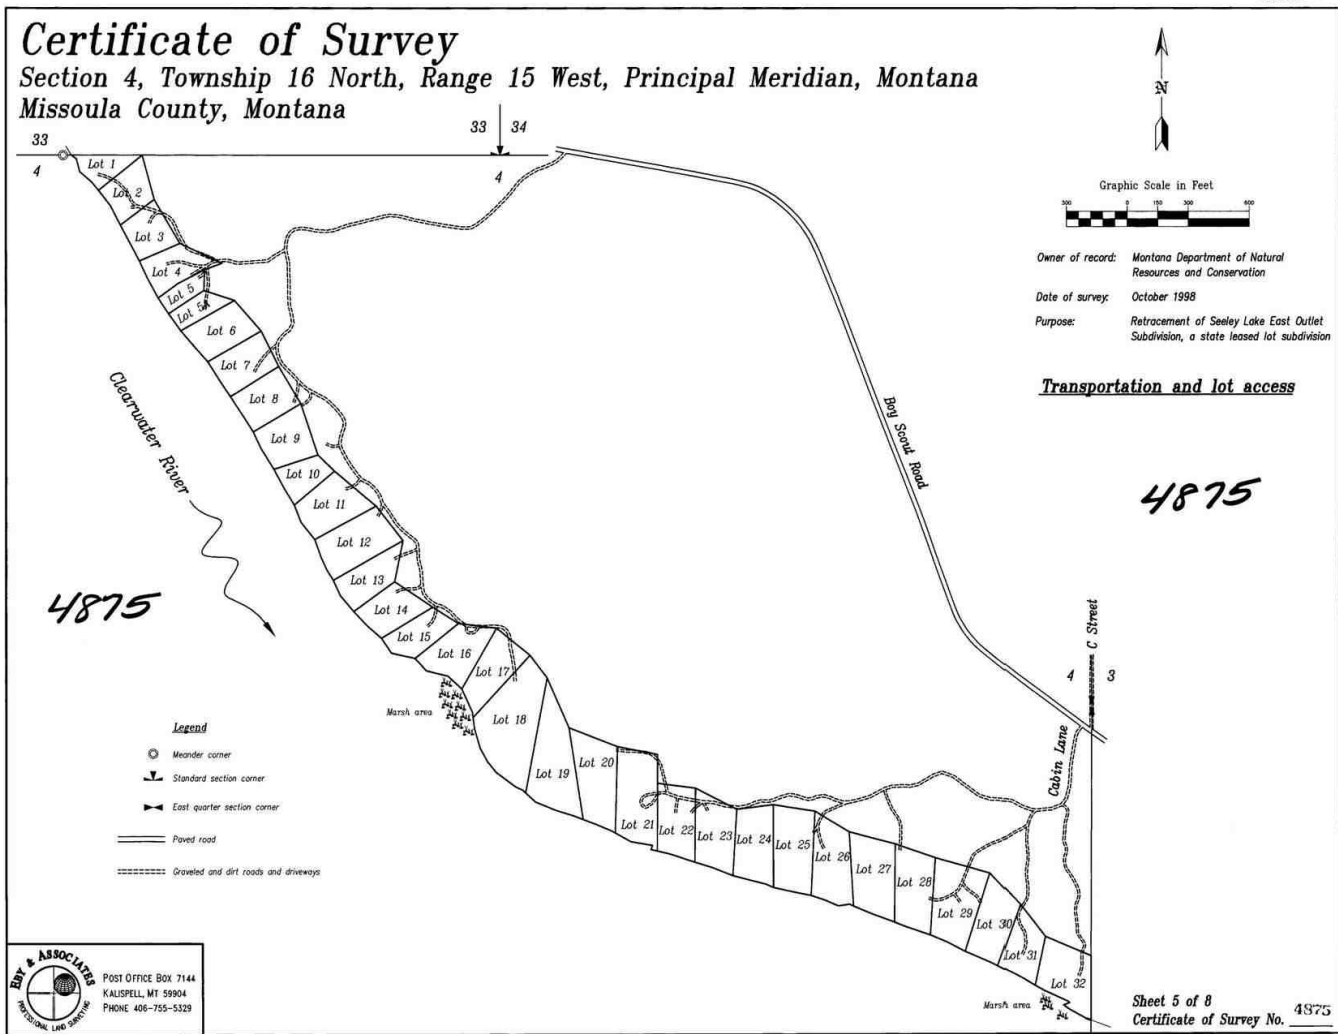 Certificate of Survey
Section 4, Township 16 North, Range 15 West, Principal Meridian, Montana
Missoula County, Montana
33
4
33 34
4
N
Graphic Scale in Feet
300 0 150 300 600
Owner of record: Montana Department of Natural
Resources and Conservation
Date of survey: October 1998
Purpose: Retracement of Seeley Lake East Outlet
Subdivision, a state leased lot subdivision
Transportation and lot access
4875
4875
Lot 1
Lot 2
Lot 3
Lot 4
Lot 5
Lot 5A
Lot 6
Lot 7
Lot 8
Lot 9
Lot 10
Lot 11
Lot 12
Lot 13
Lot 14
Lot 15
Lot 16
Lot 17
Lot 18
Lot 19
Lot 20
Lot 21
Lot 22
Lot 23
Lot 24
Lot 25
Lot 26
Lot 27
Lot 28
Lot 29
Lot 30
Lot 31
Lot 32
Clearwater River
Boy Scout Road
C Street
4 3
Cabin Lane
Marsh area
Marsh area
Legend
Meander corner
Standard section corner
East quarter section corner
Paved road
Graveled and dirt roads and driveways
EBY & ASSOCIATES
PROFESSIONAL LAND SURVEYING
POST OFFICE BOX 7144
KALISPELL, MT 59904
PHONE 406-755-5329
Sheet 5 of 8
Certificate of Survey No. 4875